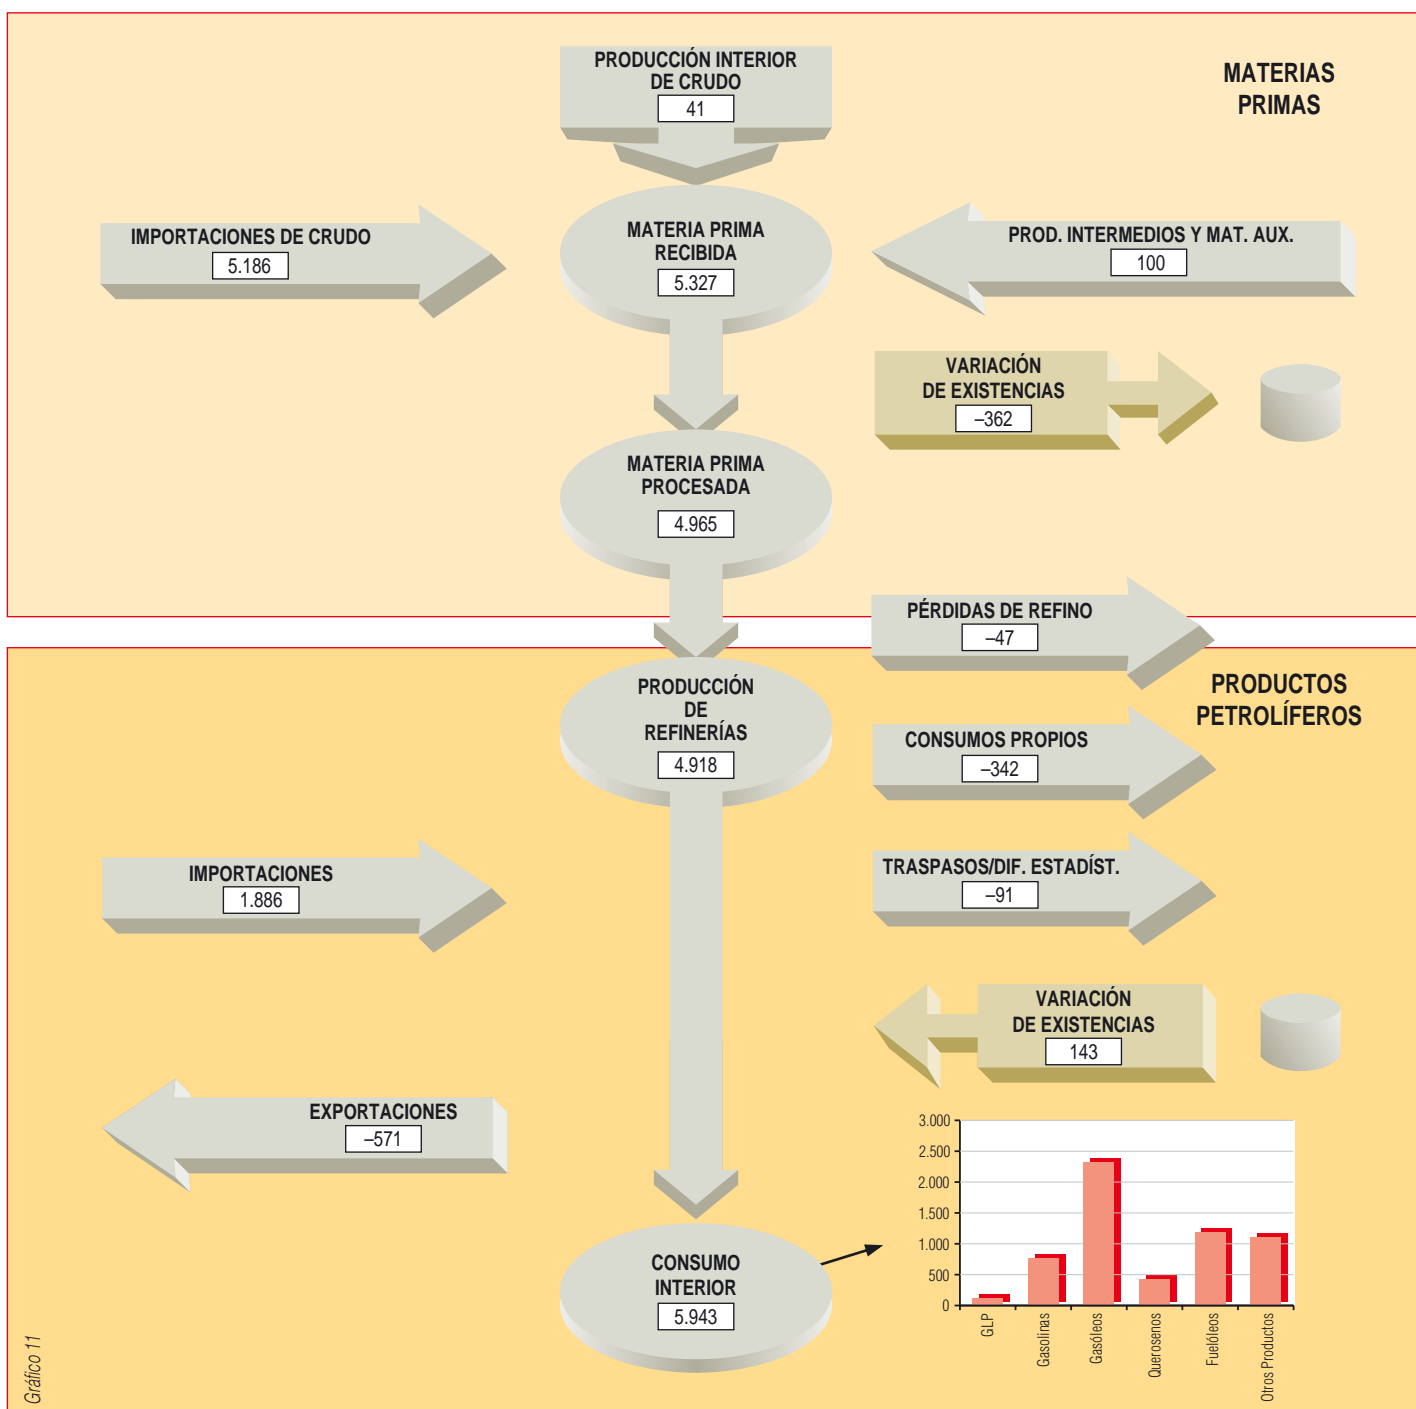 PRODUCCIÓN INTERIOR
DE CRUDO
41
MATERIAS
PRIMAS
IMPORTACIONES DE CRUDO
5.186
MATERIA PRIMA
RECIBIDA
5.327
PROD. INTERMEDIOS Y MAT. AUX.
100
VARIACIÓN
DE EXISTENCIAS
–362
MATERIA PRIMA
PROCESADA
4.965
PÉRDIDAS DE REFINO
–47
PRODUCTOS
PETROLÍFEROS
PRODUCCIÓN
DE
REFINERÍAS
4.918
CONSUMOS PROPIOS
–342
IMPORTACIONES
1.886
TRASPASOS/DIF. ESTADÍST.
–91
VARIACIÓN
DE EXISTENCIAS
143
EXPORTACIONES
–571
CONSUMO
INTERIOR
5.943
3.000
2.500
2.000
1.500
1.000
500
0
GLP
Gasolinas
Gasóleos
Querosenos
Fuelóleos
Otros Productos
Gráfico 11